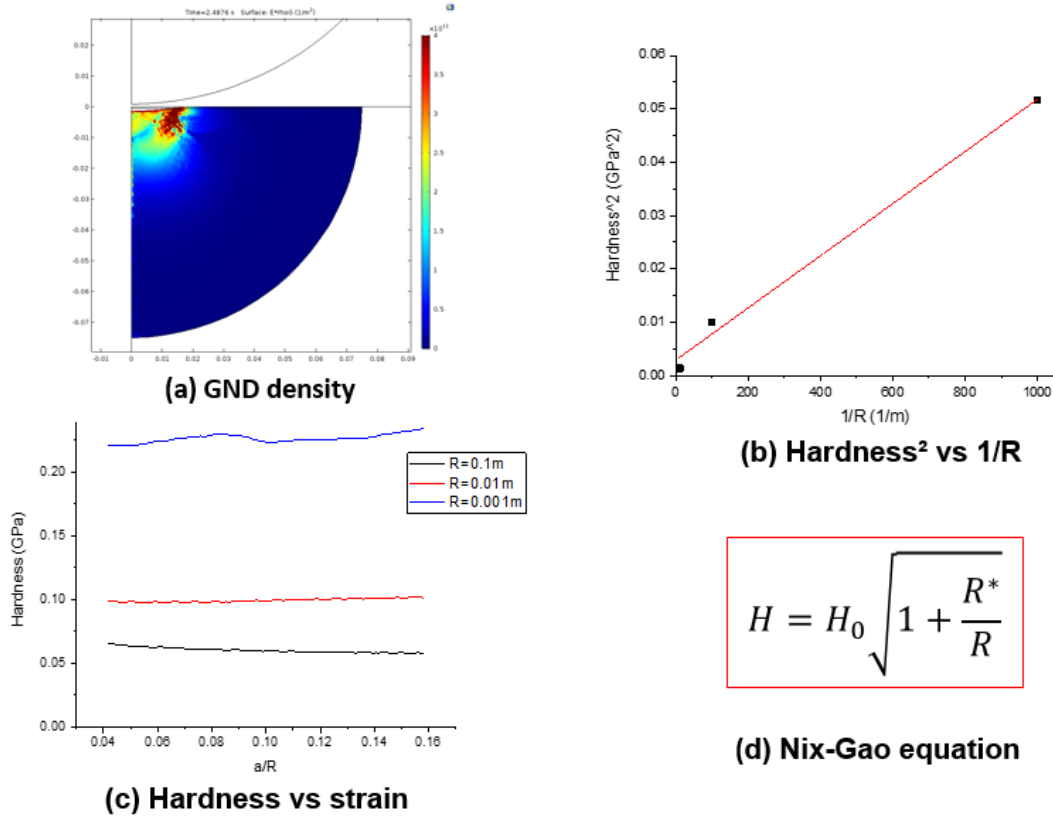 Time=2.4876 s Surface: E*rhoG (1/m²)
×10¹¹
0.02
0.01
0
-0.01
-0.02
-0.03
-0.04
-0.05
-0.06
-0.07
-0.01 0 0.01 0.02 0.03 0.04 0.05 0.06 0.07 0.08 0.09
4
3.5
3
2.5
2
1.5
1
0.5
0
(a) GND density
Hardness^2 (GPa^2)
0.06
0.05
0.04
0.03
0.02
0.01
0.00
0 200 400 600 800 1000
1/R (1/m)
(b) Hardness² vs 1/R
Hardness (GPa)
0.20
0.15
0.10
0.05
0.00
R=0.1m
R=0.01m
R=0.001m
0.04 0.06 0.08 0.10 0.12 0.14 0.16
a/R
(c) Hardness vs strain
H = H₀√(1 + R*/R)
(d) Nix-Gao equation